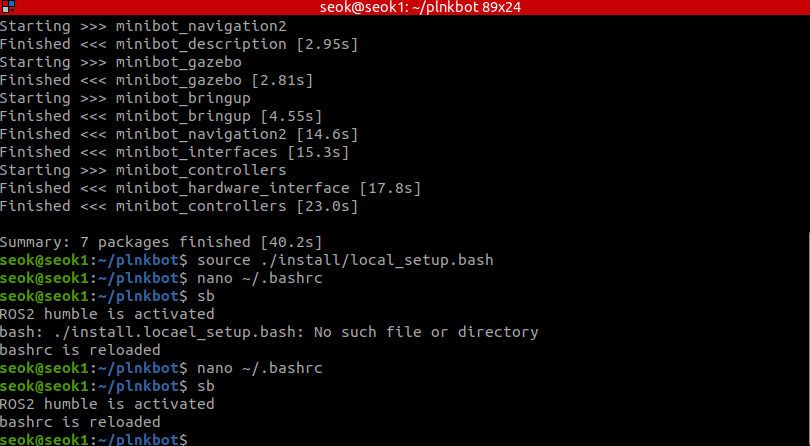 seok@seok1: ~/plnkbot 89x24
Starting >>> minibot_navigation2
Finished <<< minibot_description [2.95s]
Starting >>> minibot_gazebo
Finished <<< minibot_gazebo [2.81s]
Starting >>> minibot_bringup
Finished <<< minibot_bringup [4.55s]
Finished <<< minibot_navigation2 [14.6s]
Finished <<< minibot_interfaces [15.3s]
Starting >>> minibot_controllers
Finished <<< minibot_hardware_interface [17.8s]
Finished <<< minibot_controllers [23.0s]
Summary: 7 packages finished [40.2s]
seok@seok1:~/plnkbot$ source ./install/local_setup.bash
seok@seok1:~/plnkbot$ nano ~/.bashrc
seok@seok1:~/plnkbot$ sb
ROS2 humble is activated
bash: ./install.locael_setup.bash: No such file or directory
bashrc is reloaded
seok@seok1:~/plnkbot$ nano ~/.bashrc
seok@seok1:~/plnkbot$ sb
ROS2 humble is activated
bashrc is reloaded
seok@seok1:~/plnkbot$